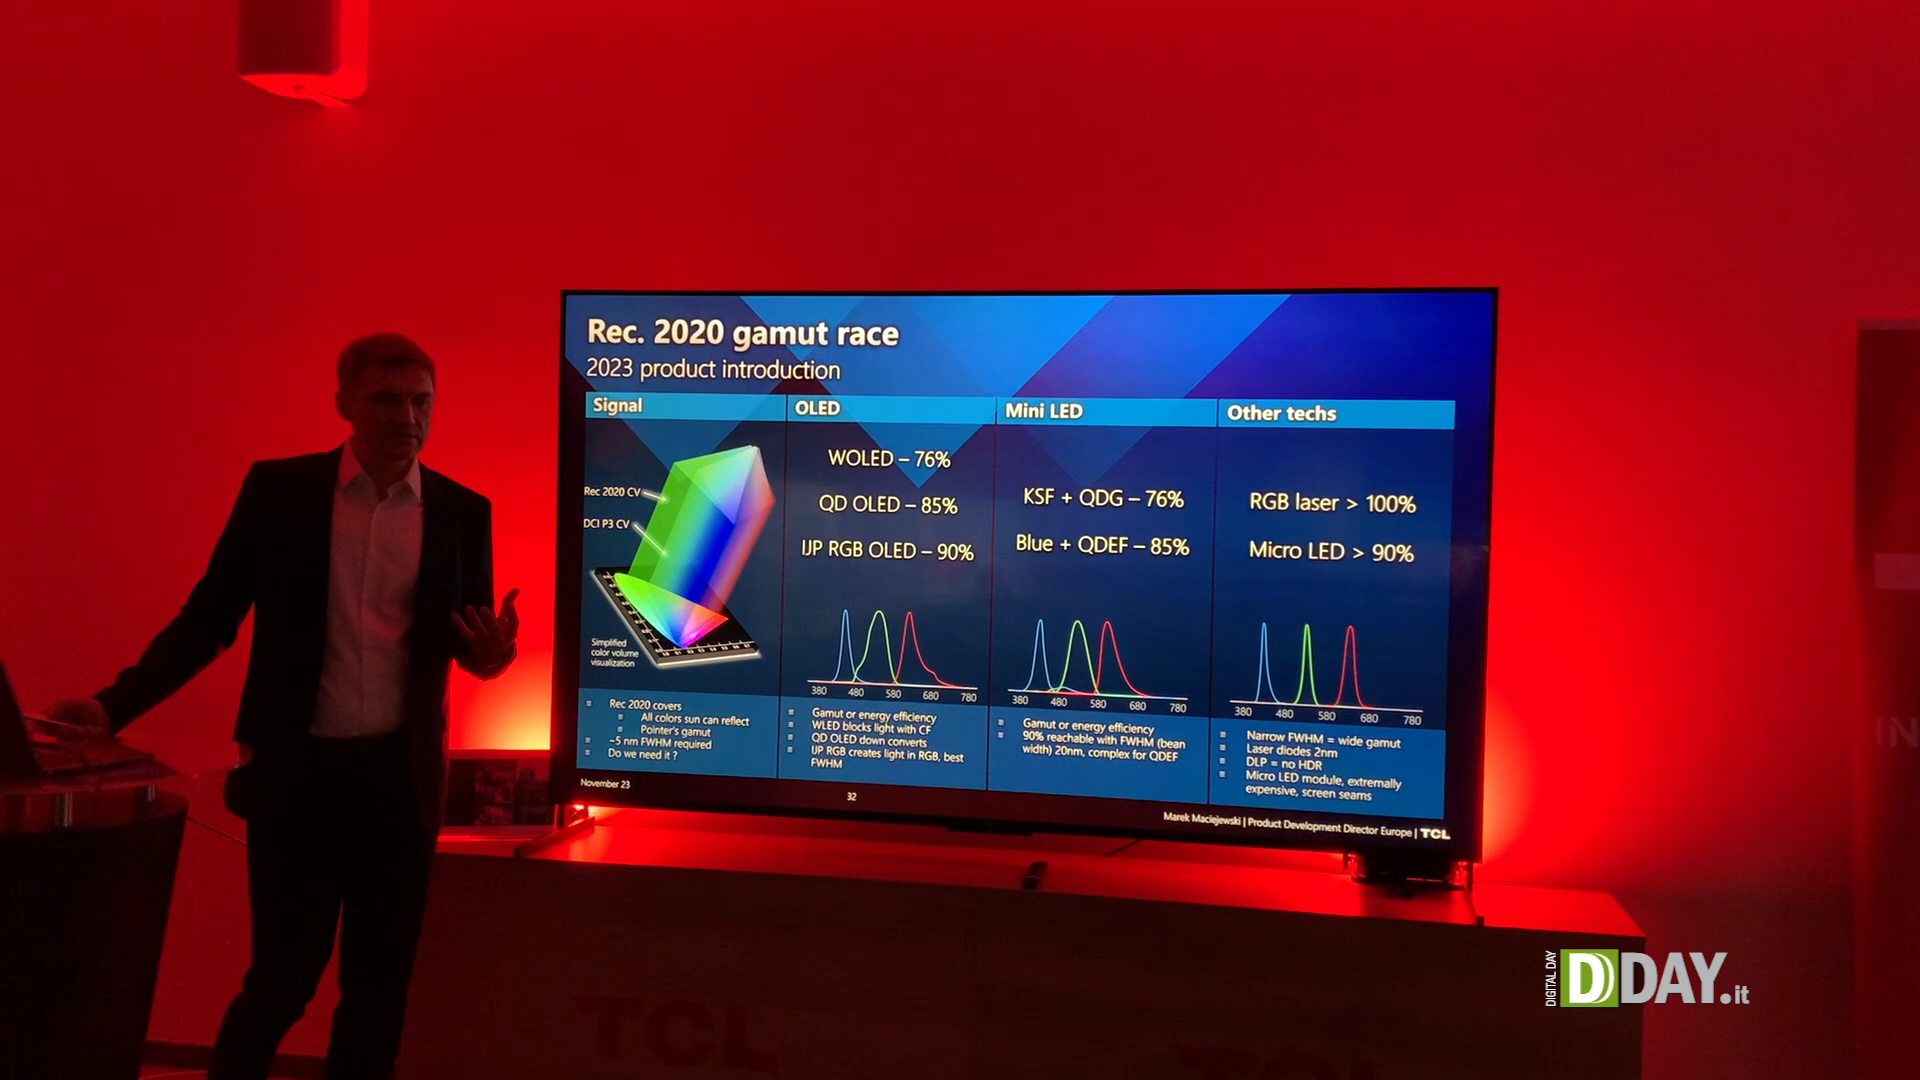 Rec. 2020 gamut race
2023 product introduction
Signal
Rec 2020 CV
DCI P3 CV
Simplified
color volume
visualization
Rec 2020 covers
All colors sun can reflect
Pointer's gamut
~5 nm FWHM required
Do we need it ?
OLED
WOLED – 76%
QD OLED – 85%
IJP RGB OLED – 90%
380 480 580 680 780
Gamut or energy efficiency
WLED blocks light with CF
QD OLED down converts
IJP RGB creates light in RGB, best
FWHM
Mini LED
KSF + QDG – 76%
Blue + QDEF – 85%
380 480 580 680 780
Gamut or energy efficiency
90% reachable with FWHM (bean
width) 20nm, complex for QDEF
Other techs
RGB laser > 100%
Micro LED > 90%
380 480 580 680 780
Narrow FWHM = wide gamut
Laser diodes 2nm
DLP = no HDR
Micro LED module, extremally
expensive, screen seams
November 23
32
Marek Maciejewski | Product Development Director Europe | TCL
IN
TCL
DIGITAL DAY
DDAY.it